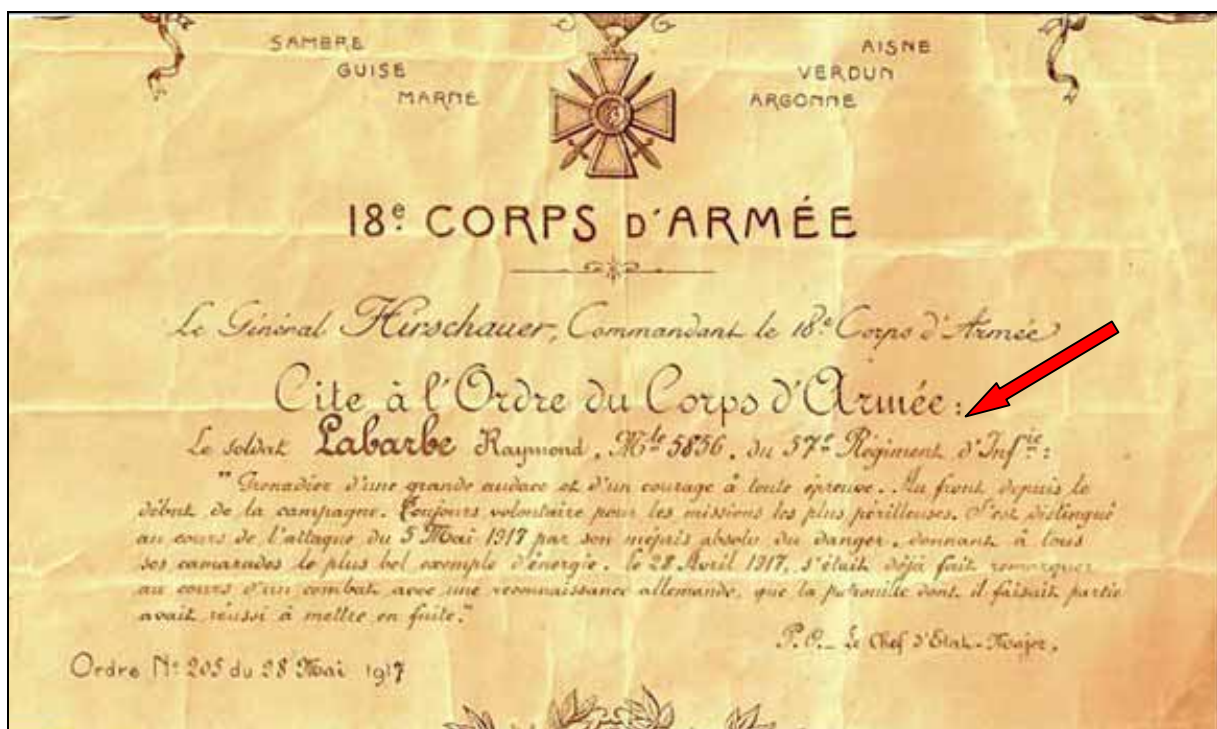 SAMBRE
GUISE
MARNE
AISNE
VERDUN
ARGONNE
18e CORPS D'ARMÉE
Le Général Hirschauer, Commandant le 18e Corps d'Armée
Cite à l'Ordre du Corps d'Armée :
Le soldat Labarbe Raymond, Mle 5836, du 57e Régiment d'Infie :
"Grenadier d'une grande audace et d'un courage à toute épreuve. Au front depuis le
début de la campagne. Toujours volontaire pour les missions les plus périlleuses. S'est distingué
au cours de l'attaque du 5 Mai 1917 par son mépris absolu du danger, donnant à tous
ses camarades le plus bel exemple d'énergie. le 28 Avril 1917, s'était déjà fait remarquer
au cours d'un combat avec une reconnaissance allemande, que la patrouille dont il faisait partie
avait réussi à mettre en fuite."
P.O. _ Le Chef d'Etat-Major,
Ordre No 205 du 28 Mai 1917